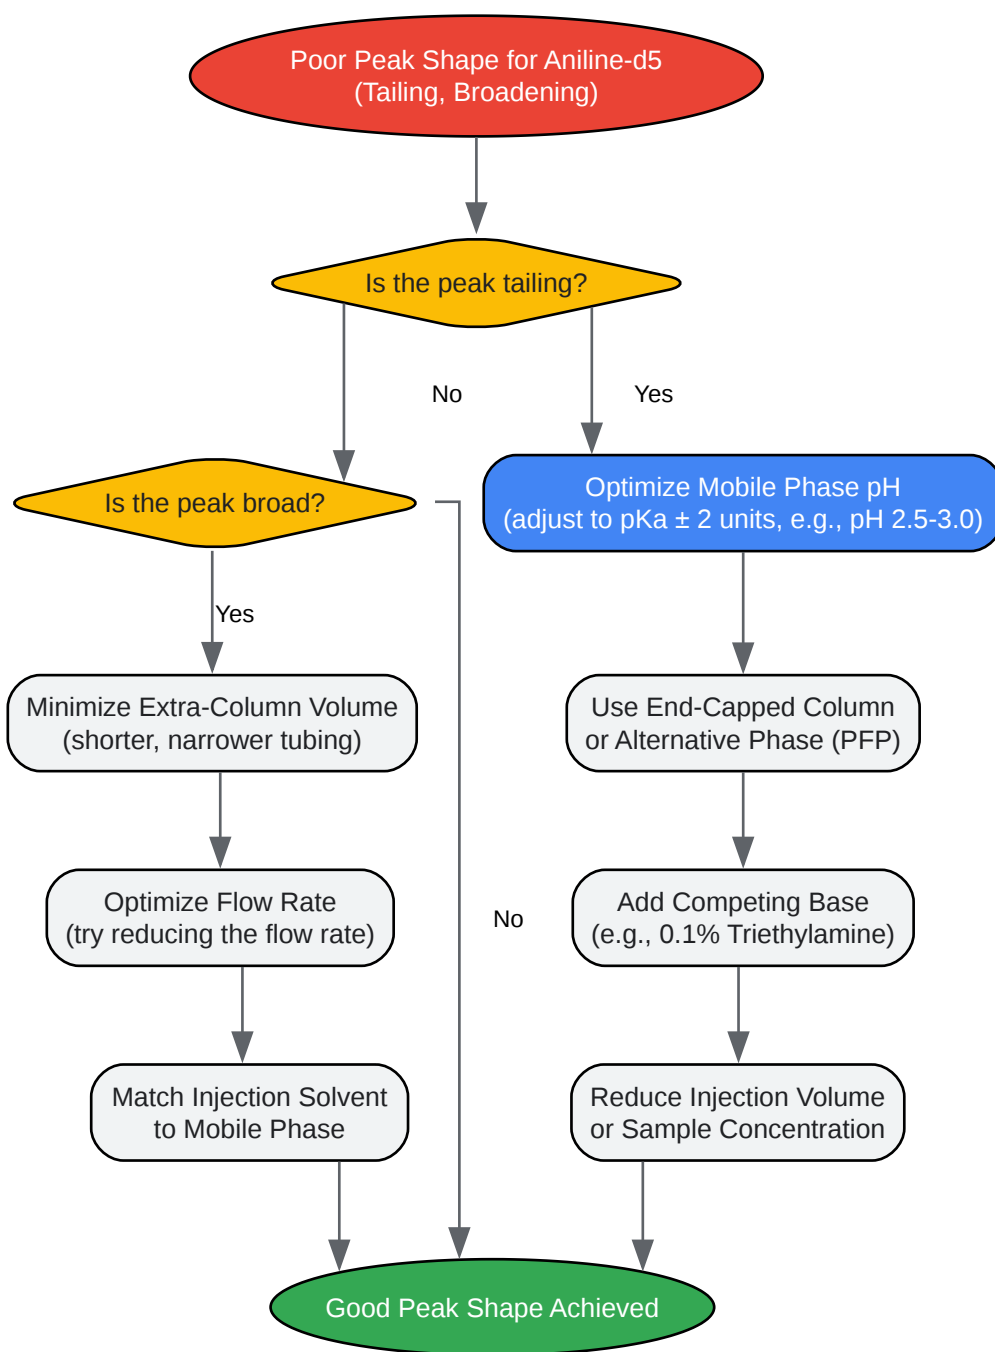 Poor Peak Shape for Aniline-d5
(Tailing, Broadening)
Is the peak tailing?
No
Yes
Is the peak broad?
Optimize Mobile Phase pH
(adjust to pKa ± 2 units, e.g., pH 2.5-3.0)
Yes
Minimize Extra-Column Volume
(shorter, narrower tubing)
Use End-Capped Column
or Alternative Phase (PFP)
Optimize Flow Rate
(try reducing the flow rate)
No
Add Competing Base
(e.g., 0.1% Triethylamine)
Match Injection Solvent
to Mobile Phase
Reduce Injection Volume
or Sample Concentration
Good Peak Shape Achieved